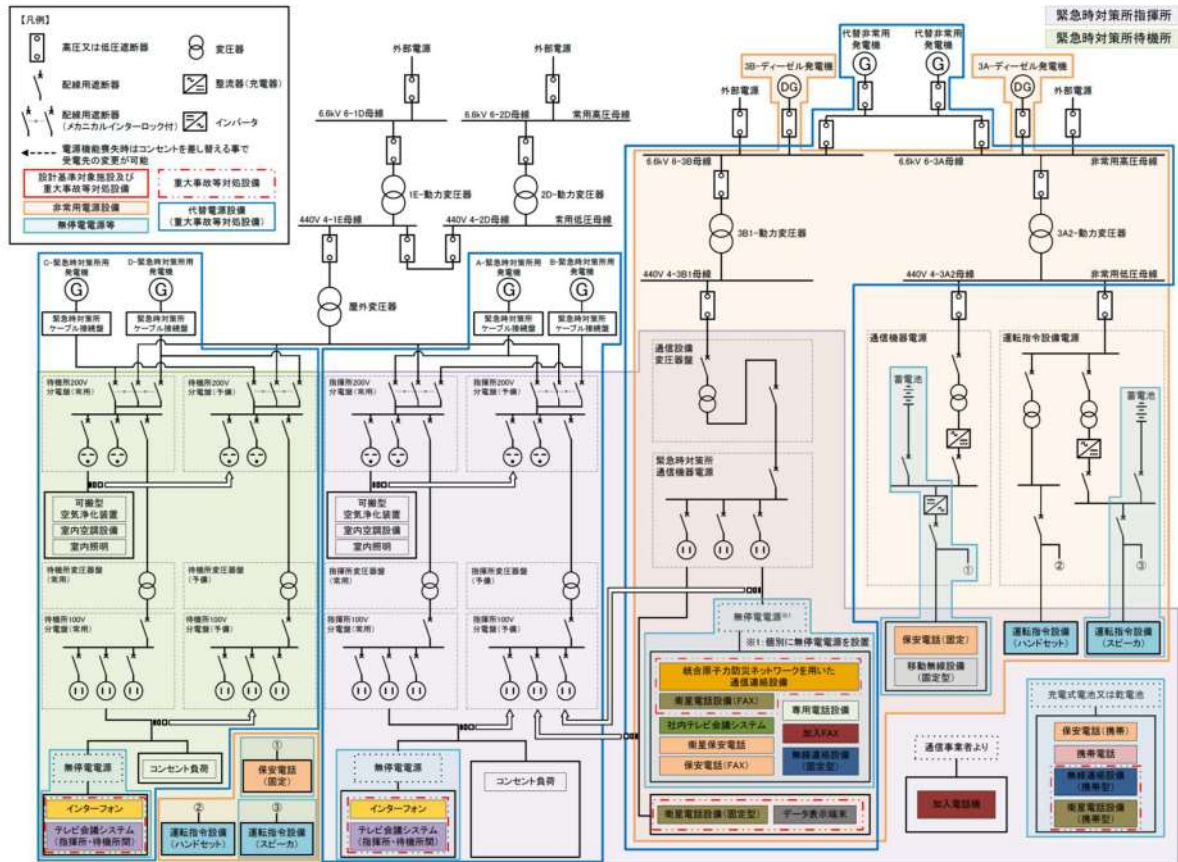 【凡例】
高圧又は低圧遮断器
変圧器
配線用遮断器
整流器(充電器)
配線用遮断器
(メカニカルインターロック付)
インバータ
電源機能喪失時はコンセントを差し替える事で
受電先の変更が可能
設計基準対象施設及び
重大事故等対処設備
重大事故等対処設備
非常用電源設備
代替電源設備
(重大事故等対処設備)
無停電電源等
緊急時対策所指揮所
緊急時対策所待機所
外部電源
外部電源
6.6kV 6-1D母線
6.6kV 6-2D母線
常用高圧母線
1E-動力変圧器
2D-動力変圧器
440V 4-1E母線
440V 4-2D母線
常用低圧母線
屋外変圧器
代替非常用
発電機
G
代替非常用
発電機
G
3B-ディーゼル発電機
DG
3A-ディーゼル発電機
DG
外部電源
外部電源
6.6kV 6-3B母線
6.6kV 6-3A母線
非常用高圧母線
3B1-動力変圧器
3A2-動力変圧器
440V 4-3B1母線
440V 4-3A2母線
非常用低圧母線
C-緊急時対策所用
発電機
G
D-緊急時対策所用
発電機
G
A-緊急時対策所用
発電機
G
B-緊急時対策所用
発電機
G
緊急時対策所
ケーブル接続盤
緊急時対策所
ケーブル接続盤
緊急時対策所
ケーブル接続盤
緊急時対策所
ケーブル接続盤
待機所200V
分電盤(常用)
待機所200V
分電盤(予備)
指揮所200V
分電盤(常用)
指揮所200V
分電盤(予備)
可搬型
空気浄化装置
室内空調設備
室内照明
可搬型
空気浄化装置
室内空調設備
室内照明
待機所変圧器盤
(常用)
待機所変圧器盤
(予備)
指揮所変圧器盤
(常用)
指揮所変圧器盤
(予備)
待機所100V
分電盤(常用)
待機所100V
分電盤(予備)
指揮所100V
分電盤(常用)
指揮所100V
分電盤(予備)
通信設備
変圧器盤
緊急時対策所
通信機器電源
通信機器電源
蓄電池
運転指令設備電源
蓄電池
①
②
③
無停電電源
コンセント負荷
インターフォン
テレビ会議システム
(指揮所・待機所間)
①
保安電話
(固定)
②
運転指令設備
(ハンドセット)
③
運転指令設備
(スピーカ)
無停電電源
コンセント負荷
インターフォン
テレビ会議システム
(指揮所・待機所間)
無停電電源※1
※1：個別に無停電電源を設置
統合原子力防災ネットワークを用いた
通信連絡設備
衛星電話設備(FAX)
専用電話設備
社内テレビ会議システム
加入FAX
衛星保安電話
無線連絡設備
(固定型)
保安電話(FAX)
衛星電話設備(固定型)
データ表示端末
保安電話(固定)
移動無線設備
(固定型)
運転指令設備
(ハンドセット)
運転指令設備
(スピーカ)
通信事業者より
加入電話機
充電式電池又は乾電池
保安電話(携帯)
携帯電話
無線連絡設備
(携帯型)
衛星電話設備
(携帯型)